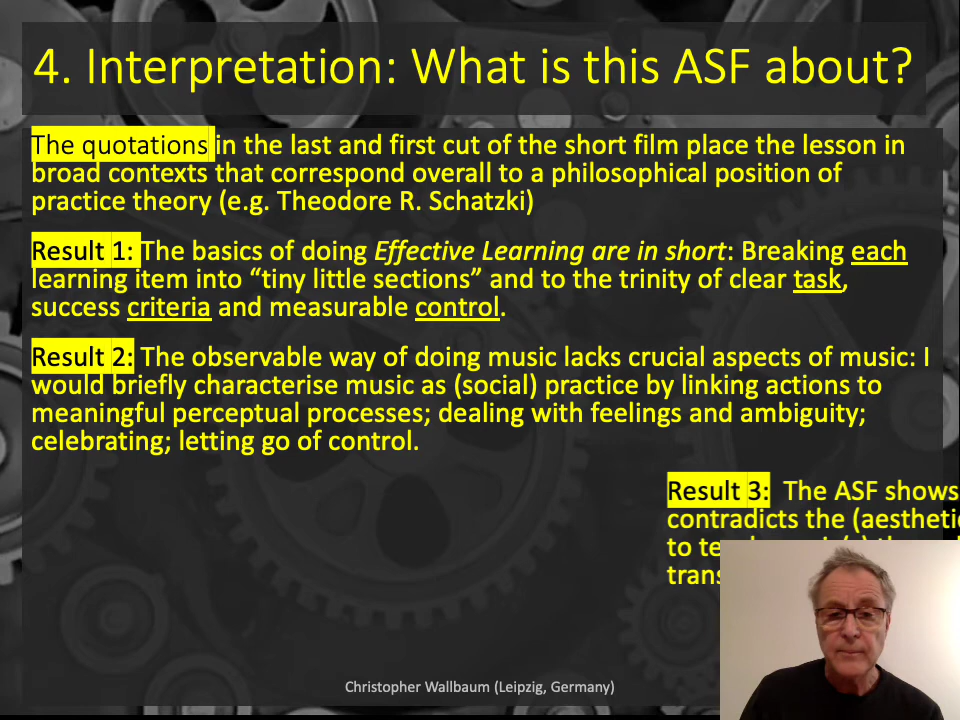 4. Interpretation: What is this ASF about?
The quotations in the last and first cut of the short film place the lesson in
broad contexts that correspond overall to a philosophical position of
practice theory (e.g. Theodore R. Schatzki)
Result 1: The basics of doing Effective Learning are in short: Breaking each
learning item into “tiny little sections” and to the trinity of clear task,
success criteria and measurable control.
Result 2: The observable way of doing music lacks crucial aspects of music: I
would briefly characterise music as (social) practice by linking actions to
meaningful perceptual processes; dealing with feelings and ambiguity;
celebrating; letting go of control.
Result 3: The ASF shows
contradicts the
to
Christopher Wallbaum (Leipzig, Germany)